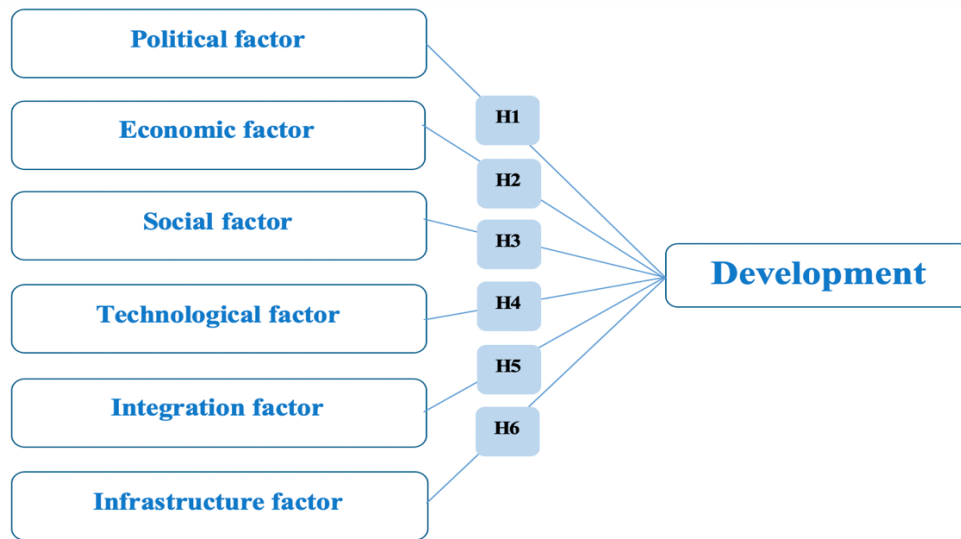 Political factor
H1
Economic factor
H2
Social factor
H3
Development
Technological factor
H4
H5
Integration factor
H6
Infrastructure factor